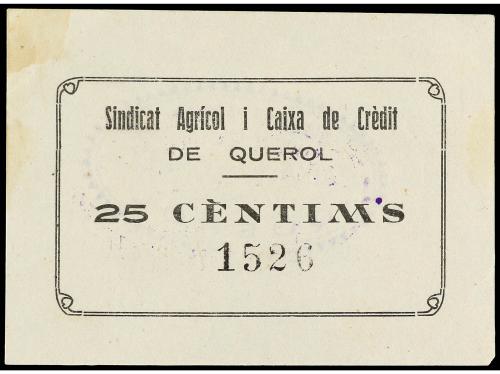 Sindicat Agrícol i Caixa de Crèdit
DE QUEROL
25 CÈNTIMS
1526